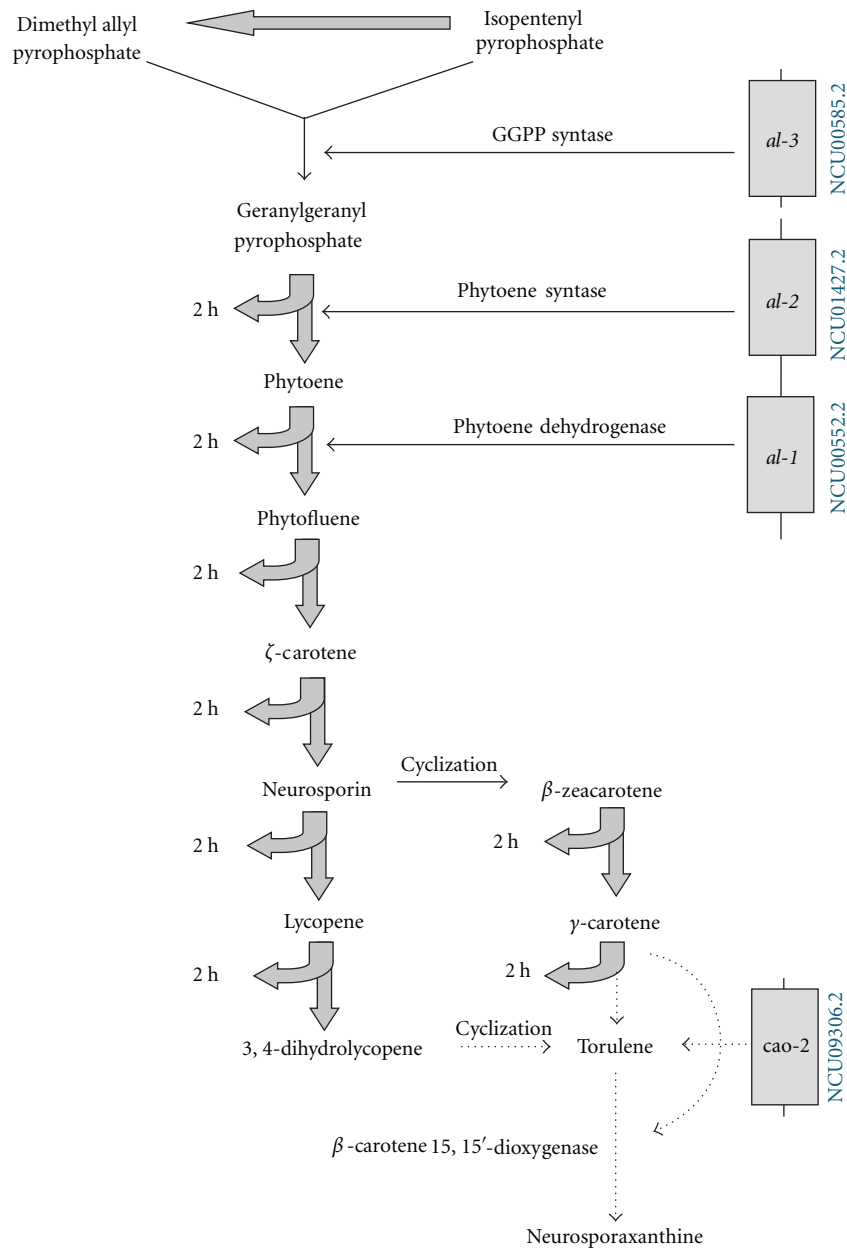 Dimethyl allyl
pyrophosphate
Isopentenyl
pyrophosphate
GGPP syntase
al-3
NCU00585.2
Geranylgeranyl
pyrophosphate
2 h
Phytoene syntase
al-2
NCU01427.2
Phytoene
2 h
Phytoene dehydrogenase
al-1
NCU00552.2
Phytofluene
2 h
ζ-carotene
2 h
Neurosporin
Cyclization
β-zeacarotene
2 h
2 h
Lycopene
γ-carotene
2 h
2 h
3, 4-dihydrolycopene
Cyclization
Torulene
cao-2
NCU09306.2
β-carotene 15, 15′-dioxygenase
Neurosporaxanthine